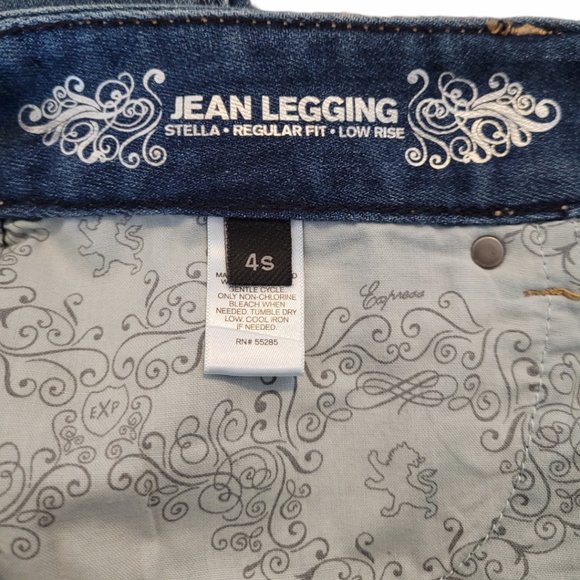 JEAN LEGGING
STELLA • REGULAR FIT • LOW RISE
4S
GENTLE CYCLE
ONLY NON-CHLORINE
BLEACH WHEN
NEEDED. TUMBLE DRY
LOW. COOL IRON
IF NEEDED.
RN# 55285
Express
EXP